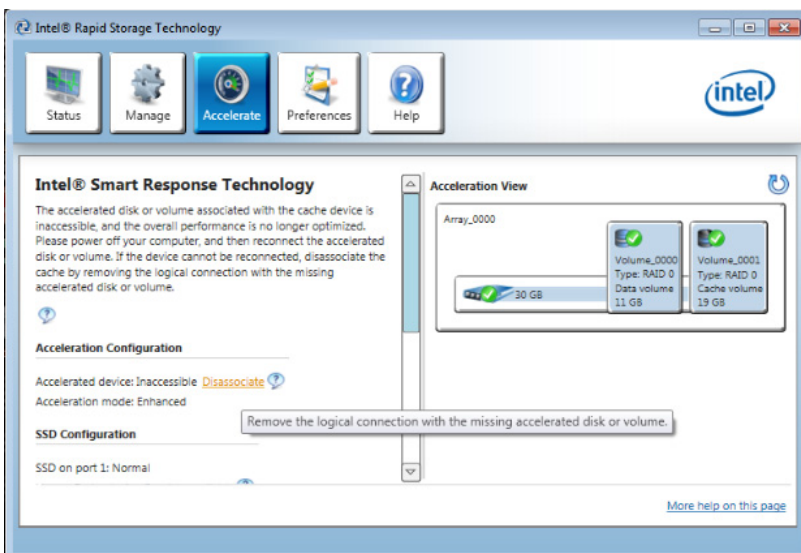 Intel® Rapid Storage Technology
Status
Manage
Accelerate
Preferences
Help
intel
Intel® Smart Response Technology
The accelerated disk or volume associated with the cache device is
inaccessible, and the overall performance is no longer optimized.
Please power off your computer, and then reconnect the accelerated
disk or volume. If the device cannot be reconnected, disassociate the
cache by removing the logical connection with the missing
accelerated disk or volume.
Acceleration Configuration
Accelerated device: Inaccessible Disassociate
Acceleration mode: Enhanced
Remove the logical connection with the missing accelerated disk or volume.
SSD Configuration
SSD on port 1: Normal
Acceleration View
Array_0000
30 GB
Volume_0000
Type: RAID 0
Data volume
11 GB
Volume_0001
Type: RAID 0
Cache volume
19 GB
More help on this page